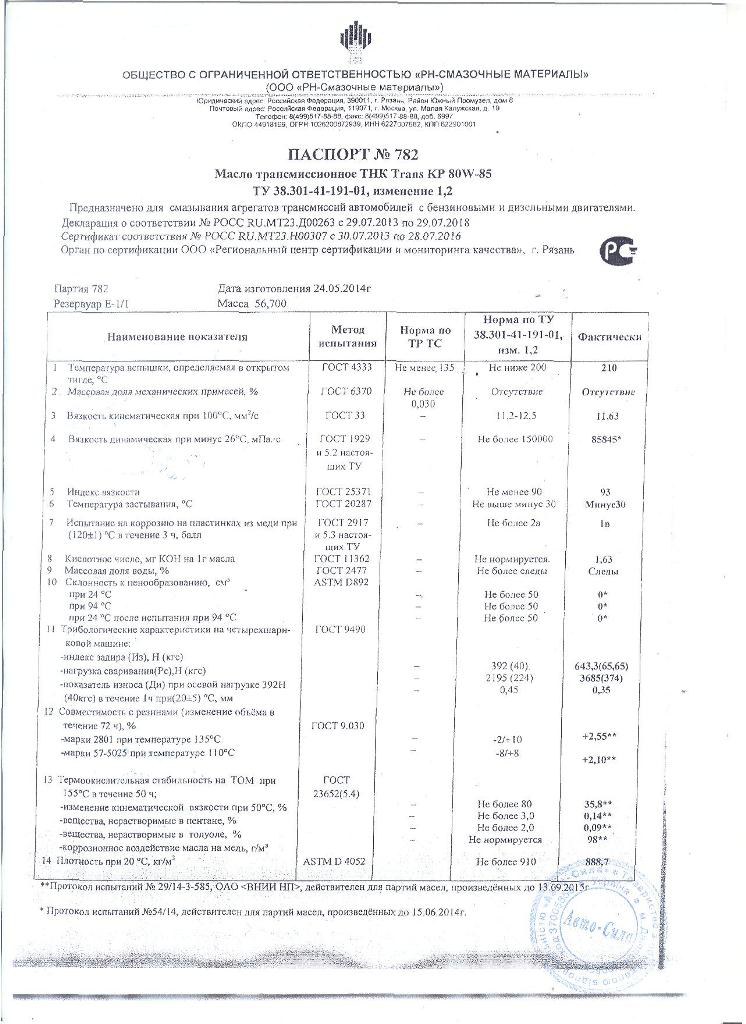 ОБЩЕСТВО С ОГРАНИЧЕННОЙ ОТВЕТСТВЕННОСТЬЮ «РН-СМАЗОЧНЫЕ МАТЕРИАЛЫ»
(ООО «РН-Смазочные материалы»)
Юридический адрес: Российская Федерация, 390011, г. Рязань, Район Южный Промузел, дом 8
Почтовый адрес: Российская Федерация, 119071, г. Москва, ул. Малая Калужская, д. 19
Телефон: 8(499)517-88-88, факс: 8(499)517-88-88, доб. 6997
ОКПО 44918199, ОГРН 1026200872939, ИНН 6227007682, КПП 622901001
ПАСПОРТ № 782
Масло трансмиссионное ТНК Trans КР 80W-85
ТУ 38.301-41-191-01, изменение 1,2
Предназначено для смазывания агрегатов трансмиссий автомобилей с бензиновыми и дизельными двигателями.
Декларация о соответствии № РОСС RU.МТ23.Д00263 с 29.07.2013 по 29.07.2018
Сертификат соответствия № РОСС RU.МТ23.Н00307 с 30.07.2013 по 28.07.2016
Орган по сертификации ООО «Региональный центр сертификации и мониторинга качества», г. Рязань
Партия 782 Дата изготовления 24.05.2014г
Резервуар Е-1/1 Масса 56,700
Наименование показателя Метод испытания Норма по ТР ТС Норма по ТУ 38.301-41-191-01, изм. 1,2 Фактически
1 Температура вспышки, определяемая в открытом ГОСТ 4333 Не менее 135 Не ниже 200 210
тигле, °С
2 Массовая доля механических примесей, % ГОСТ 6370 Не более Отсутствие Отсутствие
0,030
3 Вязкость кинематическая при 100°С, мм²/с ГОСТ 33 – 11,2-12,5 11,63
4 Вязкость динамическая при минус 26°С, мПа.с ГОСТ 1929 – Не более 150000 85845*
и 5.2 настоя-
щих ТУ
5 Индекс вязкости ГОСТ 25371 – Не менее 90 93
6 Температура застывания, °С ГОСТ 20287 – Не выше минус 30 Минус30
7 Испытание на коррозию на пластинках из меди при ГОСТ 2917 – Не более 2в 1в
(120±1) °С в течение 3 ч, балл и 5.3 настоя-
щих ТУ
8 Кислотное число, мг КОН на 1г масла ГОСТ 11362 – Не нормируется. 1,63
9 Массовая доля воды, % ГОСТ 2477 – Не более следы Следы
10 Склонность к пенообразованию, см³ ASTM D892
при 24 °С – Не более 50 0*
при 94 °С – Не более 50 0*
при 24 °С после испытания при 94 °С – Не более 50 0*
11 Трибологические характеристики на четырехшари- ГОСТ 9490
ковой машине:
-индекс задира (Из), Н (кгс) – 392 (40). 643,3(65,65)
-нагрузка сваривания(Рс),Н (кгс) – 2195 (224) 3685(374)
-показатель износа (Ди) при осевой нагрузке 392Н – 0,45 0,35
(40кгс) в течение 1ч при(20±5) °С, мм
12 Совместимость с резинами (изменение объёма в
течение 72 ч), % ГОСТ 9.030
-марки 2801 при температуре 135°С – -2/+10 +2,55**
-марки 57-5025 при температуре 110°С – -8/+8 +2,10**
13 Термоокислительная стабильность на ТОМ при ГОСТ
155°С в течение 50 ч; 23652(5.4)
-изменение кинематической вязкости при 50°С, % – Не более 80 35,8**
-вещества, нерастворимые в пентане, % – Не более 3,0 0,14**
-вещества, нерастворимые в толуоле, % – Не более 2,0 0,09**
-коррозионное воздействие масла на медь, г/м³ – Не нормируется 98**
14 Плотность при 20 °С, кг/м³ ASTM D 4052 Не более 910 888,7
**Протокол испытаний № 29/14-3-585, ОАО «ВНИИ НП», действителен для партий масел, произведённых до 13.09.2015г
* Протокол испытаний №54/14, действителен для партий масел, произведённых до 15.06.2014г.
Авто-Сила